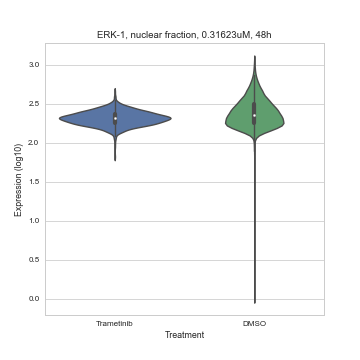 ERK-1, nuclear fraction, 0.31623uM, 48h
3.0
2.5
2.0
1.5
1.0
0.5
0.0
Expression (log10)
Trametinib DMSO
Treatment